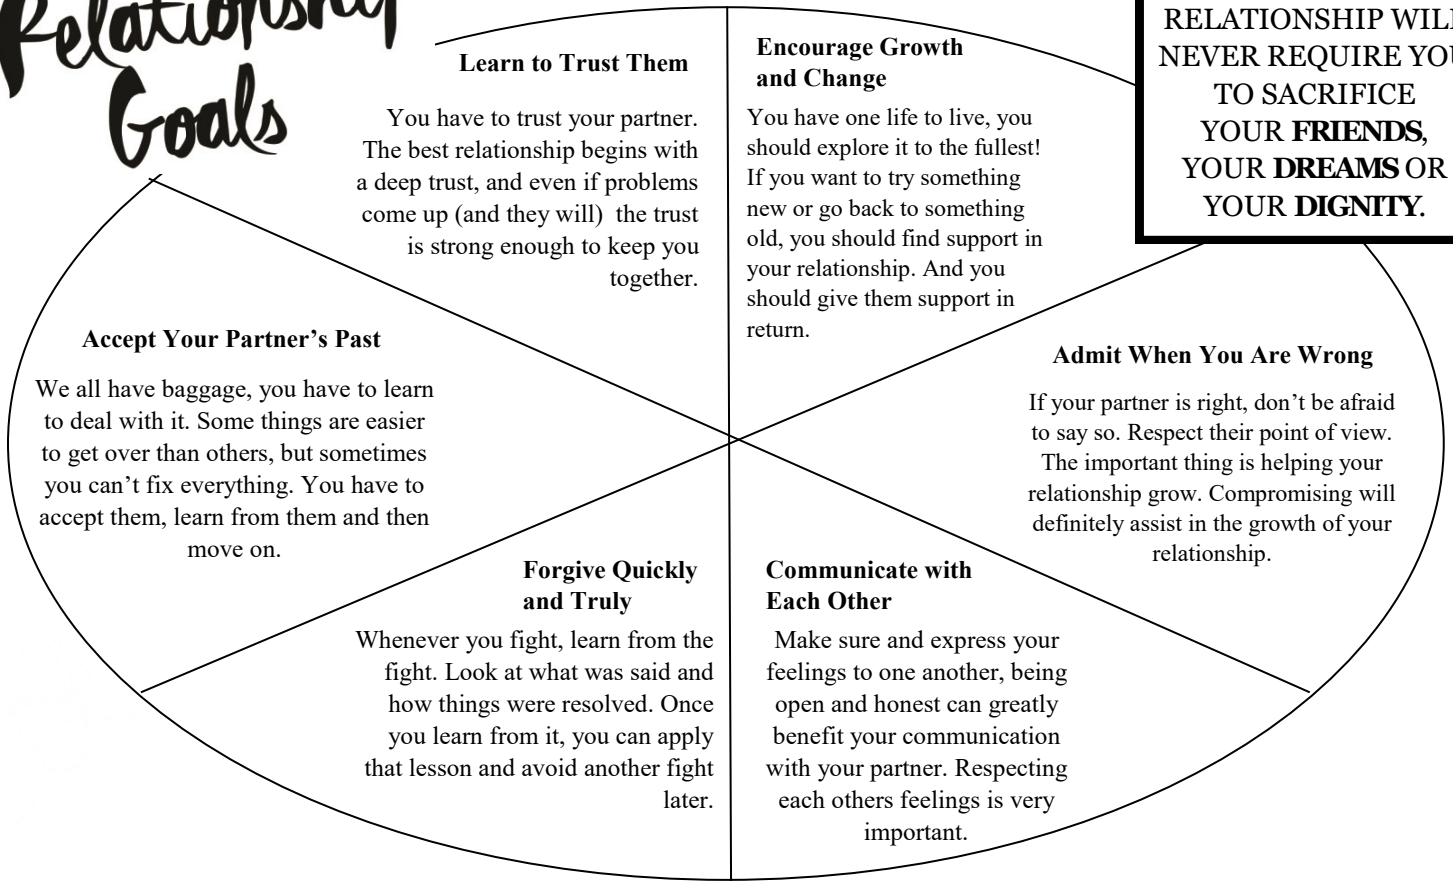 Relationship
Goals
RELATIONSHIP WILL
NEVER REQUIRE YOU
TO SACRIFICE
YOUR FRIENDS,
YOUR DREAMS OR
YOUR DIGNITY.
Learn to Trust Them
You have to trust your partner.
The best relationship begins with
a deep trust, and even if problems
come up (and they will) the trust
is strong enough to keep you
together.
Encourage Growth
and Change
You have one life to live, you
should explore it to the fullest!
If you want to try something
new or go back to something
old, you should find support in
your relationship. And you
should give them support in
return.
Accept Your Partner’s Past
We all have baggage, you have to learn
to deal with it. Some things are easier
to get over than others, but sometimes
you can’t fix everything. You have to
accept them, learn from them and then
move on.
Admit When You Are Wrong
If your partner is right, don’t be afraid
to say so. Respect their point of view.
The important thing is helping your
relationship grow. Compromising will
definitely assist in the growth of your
relationship.
Forgive Quickly
and Truly
Whenever you fight, learn from the
fight. Look at what was said and
how things were resolved. Once
you learn from it, you can apply
that lesson and avoid another fight
later.
Communicate with
Each Other
Make sure and express your
feelings to one another, being
open and honest can greatly
benefit your communication
with your partner. Respecting
each others feelings is very
important.